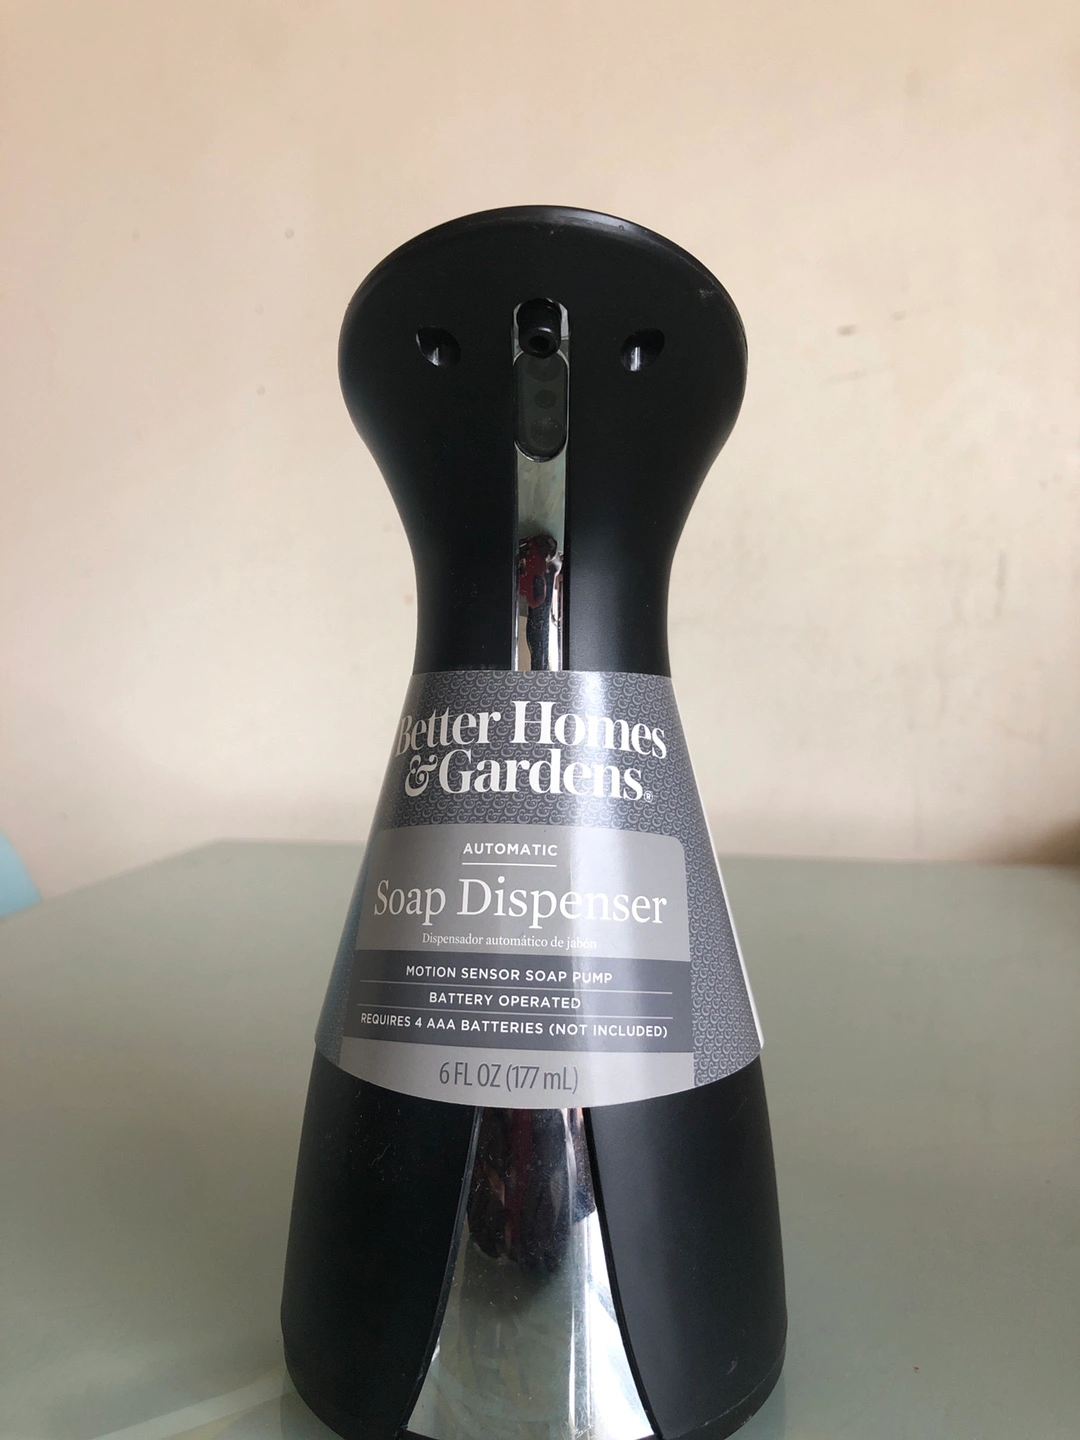 Better Homes
&Gardens®
AUTOMATIC
Soap Dispenser
Dispensador automático de jabón
MOTION SENSOR SOAP PUMP
BATTERY OPERATED
REQUIRES 4 AAA BATTERIES (NOT INCLUDED)
6 FL OZ (177 mL)